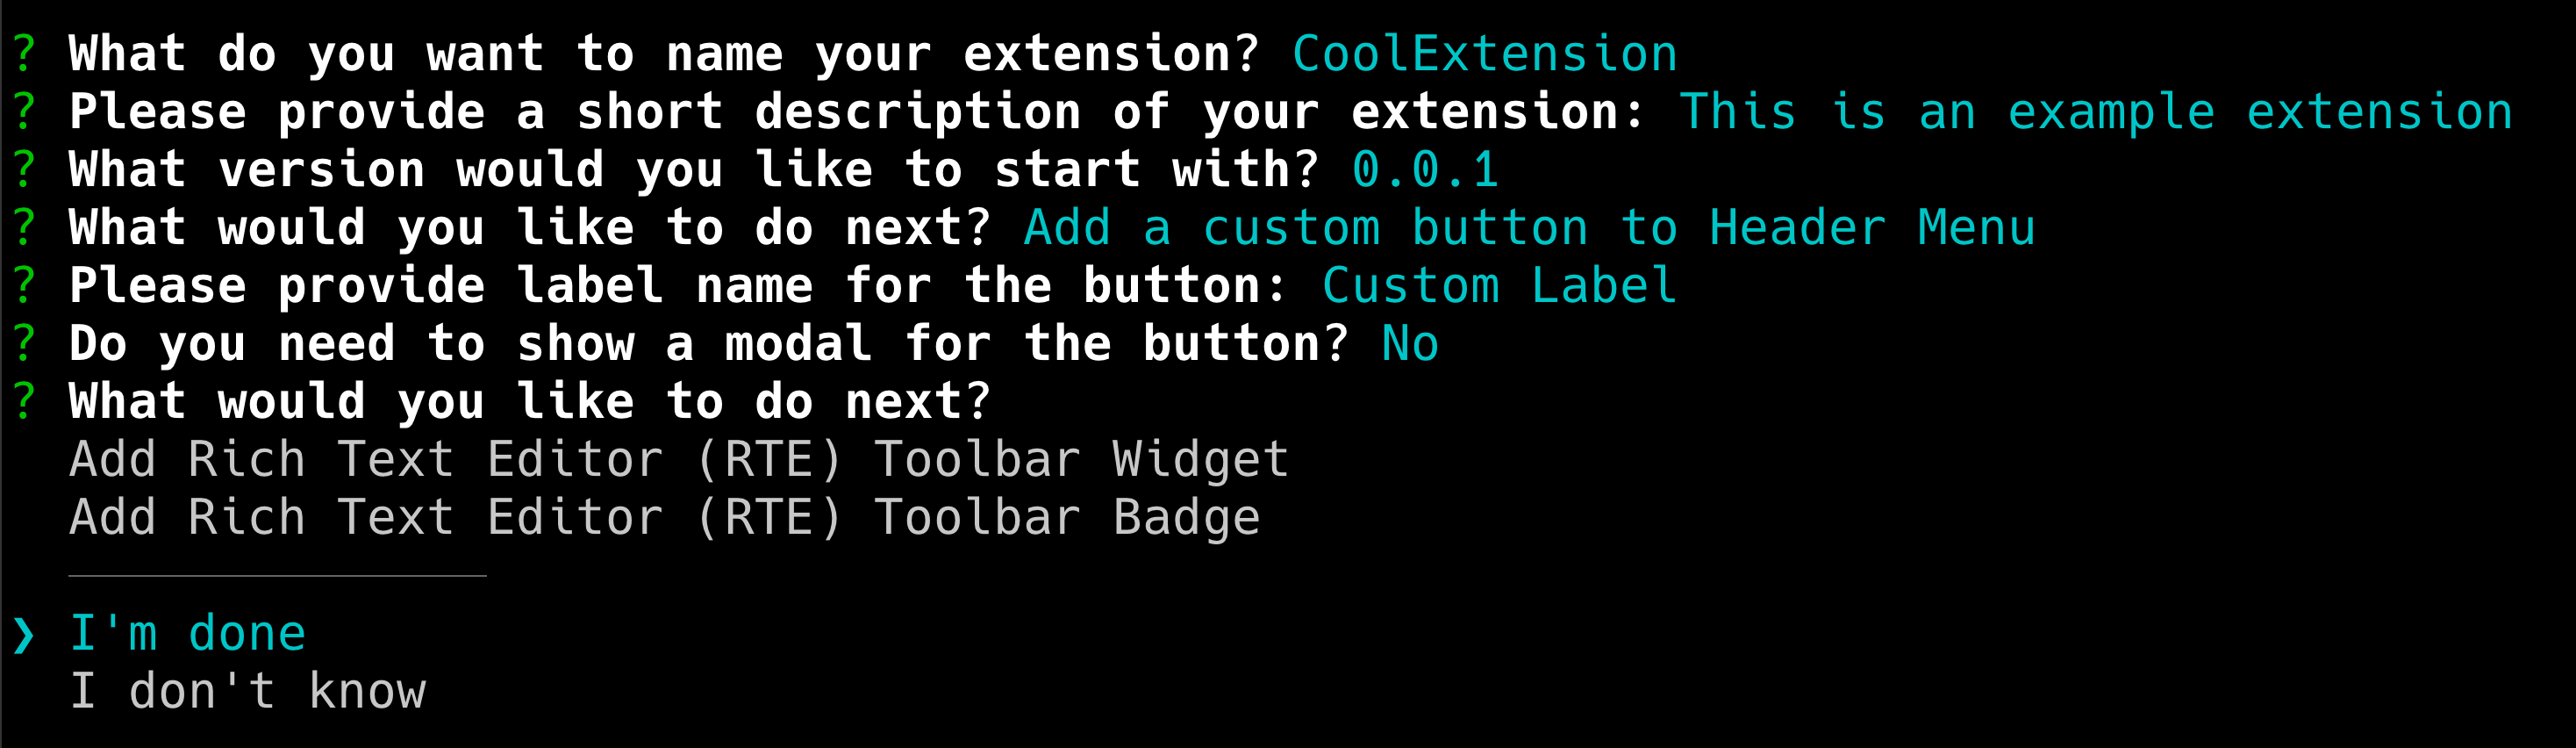 ? What do you want to name your extension? CoolExtension
? Please provide a short description of your extension: This is an example extension
? What version would you like to start with? 0.0.1
? What would you like to do next? Add a custom button to Header Menu
? Please provide label name for the button: Custom Label
? Do you need to show a modal for the button? No
? What would you like to do next?
Add Rich Text Editor (RTE) Toolbar Widget
Add Rich Text Editor (RTE) Toolbar Badge
──────────────
❯ I'm done
I don't know